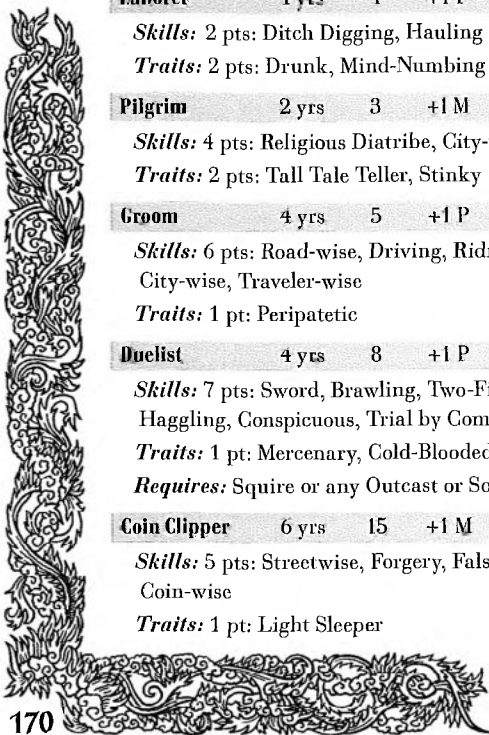 Laborer
Skills: 2 pts: Ditch Digging, Hauling
Traits: 2 pts: Drunk, Mind-Numbing
Pilgrim 2 yrs 3 +1 M
Skills: 4 pts: Religious Diatribe, City-
Traits: 2 pts: Tall Tale Teller, Stinky
Groom 4 yrs 5 +1 P
Skills: 6 pts: Road-wise, Driving, Ridi
City-wise, Traveler-wise
Traits: 1 pt: Peripatetic
Duelist 4 yrs 8 +1 P
Skills: 7 pts: Sword, Brawling, Two-Fi
Haggling, Conspicuous, Trial by Com
Traits: 1 pt: Mercenary, Cold-Blooded
Requires: Squire or any Outcast or So
Coin Clipper 6 yrs 15 +1 M
Skills: 5 pts: Streetwise, Forgery, Fals
Coin-wise
Traits: 1 pt: Light Sleeper
170